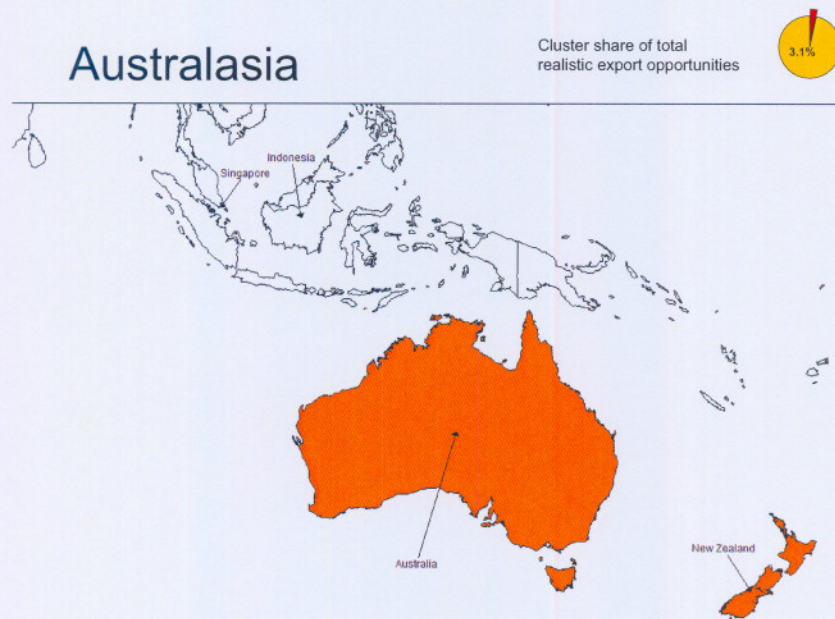 Australasia
Cluster share of total
realistic export opportunities
3.1%
Indonesia
Singapore
Australia
New Zealand